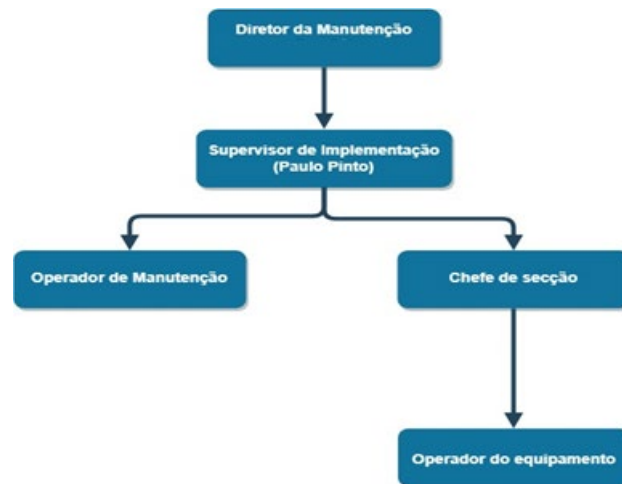 Diretor da Manutenção
Supervisor de Implementação
(Paulo Pinto)
Operador de Manutenção
Chefe de secção
Operador do equipamento